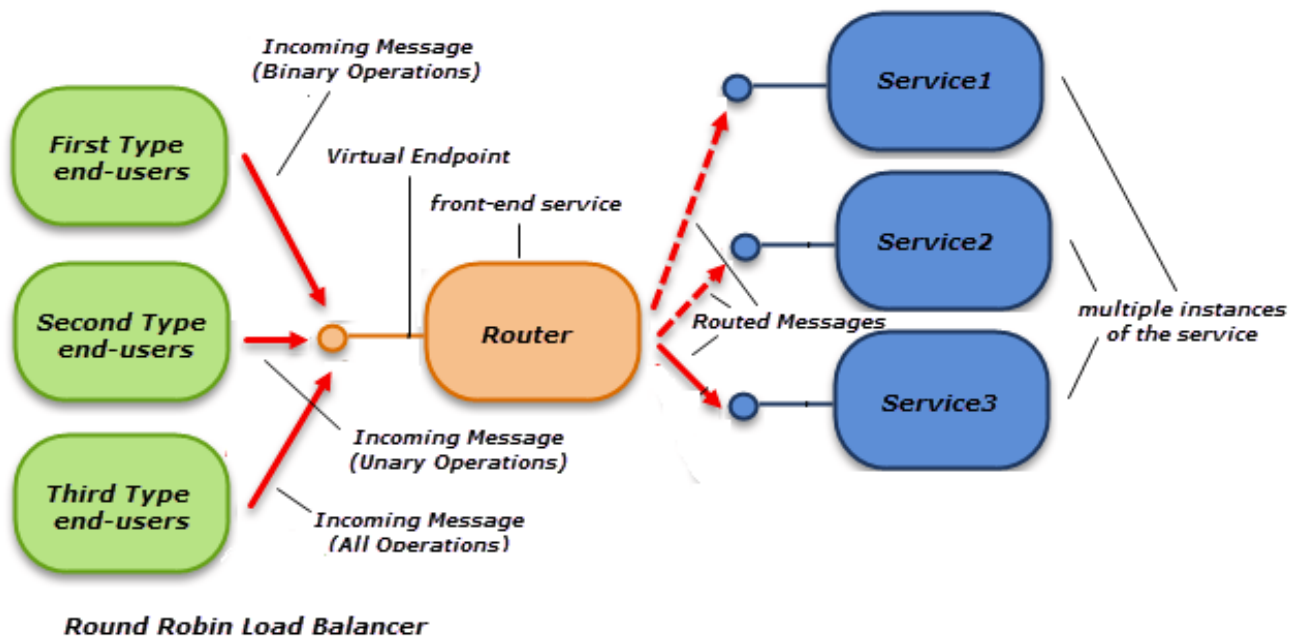 Incoming Message
(Binary Operations)
First Type
end-users
Virtual Endpoint
front-end service
Second Type
end-users
Router
Incoming Message
(Unary Operations)
Third Type
end-users
Incoming Message
(All Operations)
Service1
Service2
Routed Messages
multiple instances
of the service
Service3
Round Robin Load Balancer